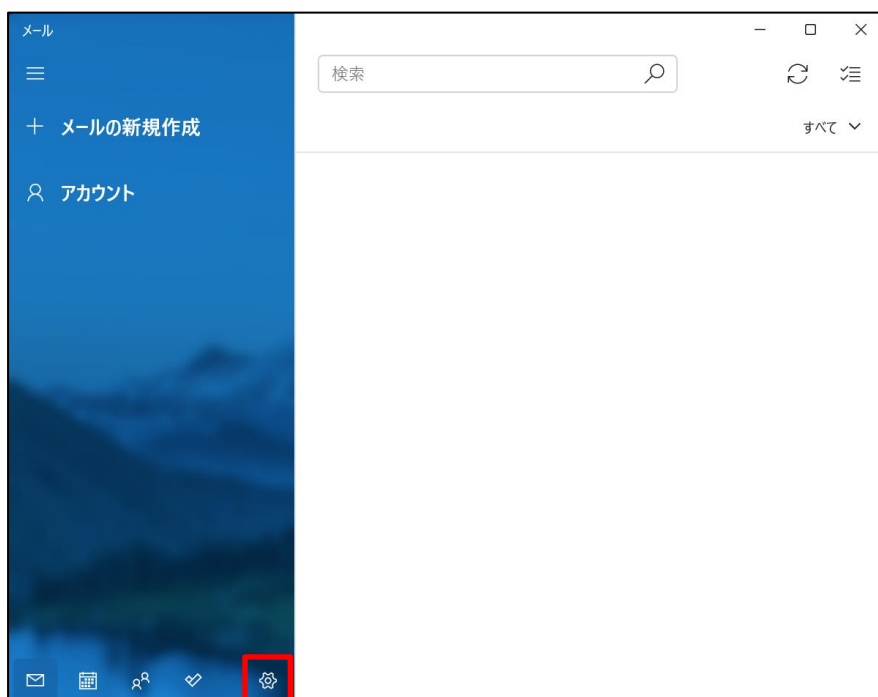 メール
検索
メールの新規作成
すべて
アカウント